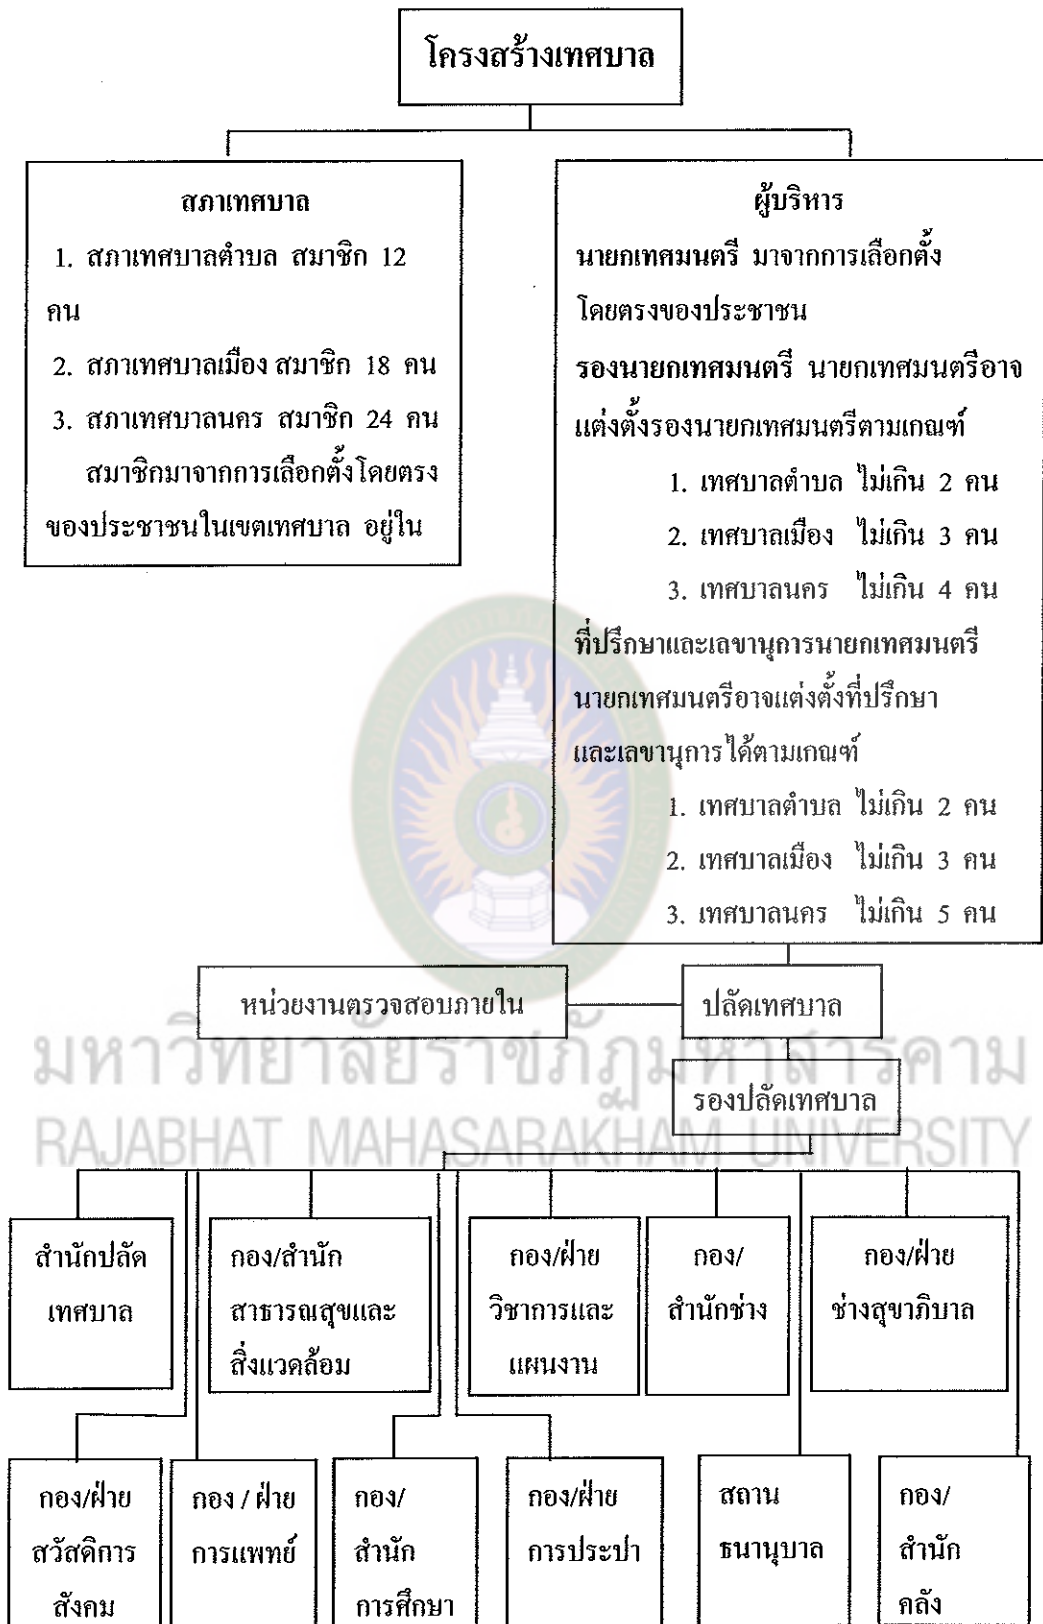 โครงสร้างเทศบาล
สภาเทศบาล
1. สภาเทศบาลตำบล สมาชิก 12
คน
2. สภาเทศบาลเมือง สมาชิก 18 คน
3. สภาเทศบาลนคร สมาชิก 24 คน
สมาชิกมาจากการเลือกตั้งโดยตรง
ของประชาชนในเขตเทศบาล อยู่ใน
ผู้บริหาร
นายกเทศมนตรี มาจากการเลือกตั้ง
โดยตรงของประชาชน
รองนายกเทศมนตรี นายกเทศมนตรีอาจ
แต่งตั้งรองนายกเทศมนตรีตามเกณฑ์
1. เทศบาลตำบล ไม่เกิน 2 คน
2. เทศบาลเมือง ไม่เกิน 3 คน
3. เทศบาลนคร ไม่เกิน 4 คน
ที่ปรึกษาและเลขานุการนายกเทศมนตรี
นายกเทศมนตรีอาจแต่งตั้งที่ปรึกษา
และเลขานุการได้ตามเกณฑ์
1. เทศบาลตำบล ไม่เกิน 2 คน
2. เทศบาลเมือง ไม่เกิน 3 คน
3. เทศบาลนคร ไม่เกิน 5 คน
หน่วยงานตรวจสอบภายใน
ปลัดเทศบาล
มหาวิทยาลัยราชภัฏมหาสารคาม
รองปลัดเทศบาล
RAJABHAT MAHASARAKHAM UNIVERSITY
สำนักปลัด
เทศบาล
กอง/สำนัก
สาธารณสุขและ
สิ่งแวดล้อม
กอง/ฝ่าย
วิชาการและ
แผนงาน
กอง/
สำนักช่าง
กอง/ฝ่าย
ช่างสุขาภิบาล
กอง/ฝ่าย
สวัสดิการ
สังคม
กอง / ฝ่าย
การแพทย์
กอง/
สำนัก
การศึกษา
กอง/ฝ่าย
การประปา
สถาน
ธนานุบาล
กอง/
สำนัก
คลัง